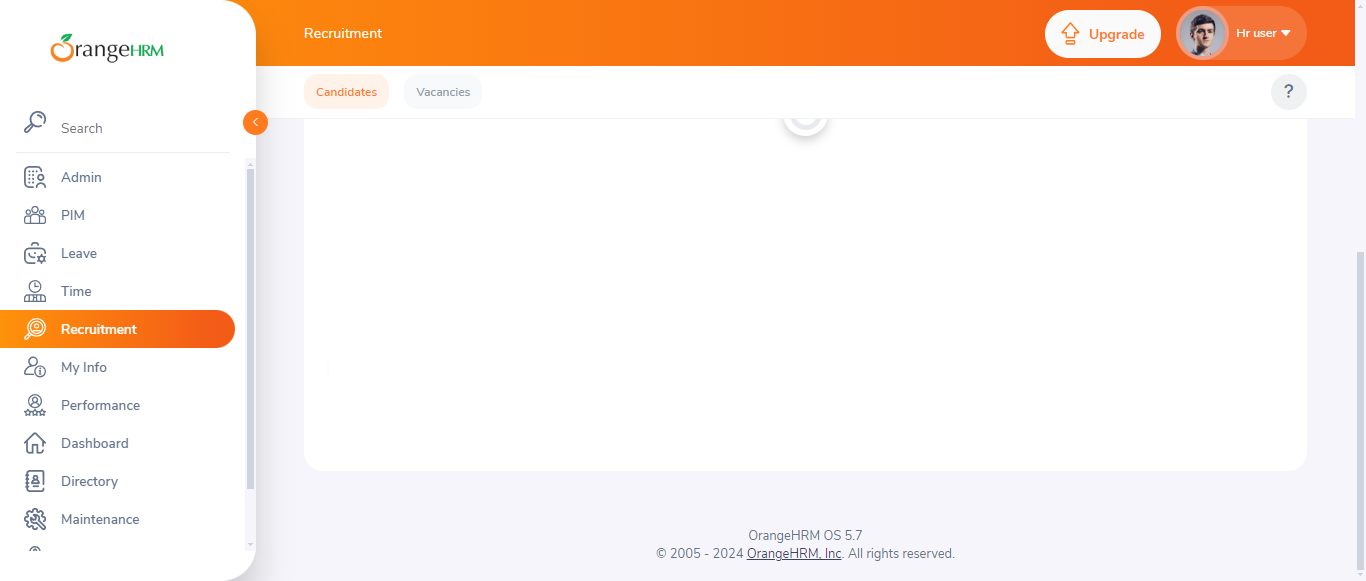 OrangeHRM
Search
Admin
PIM
Leave
Time
Recruitment
My Info
Performance
Dashboard
Directory
Maintenance
Recruitment
Upgrade
Hr user
Candidates
Vacancies
?
OrangeHRM OS 5.7
© 2005 - 2024 OrangeHRM, Inc. All rights reserved.